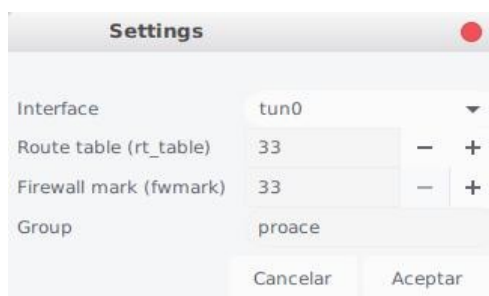 Settings
Interface tun0
Route table (rt_table) 33 − +
Firewall mark (fwmark) 33 − +
Group proace
Cancelar Aceptar